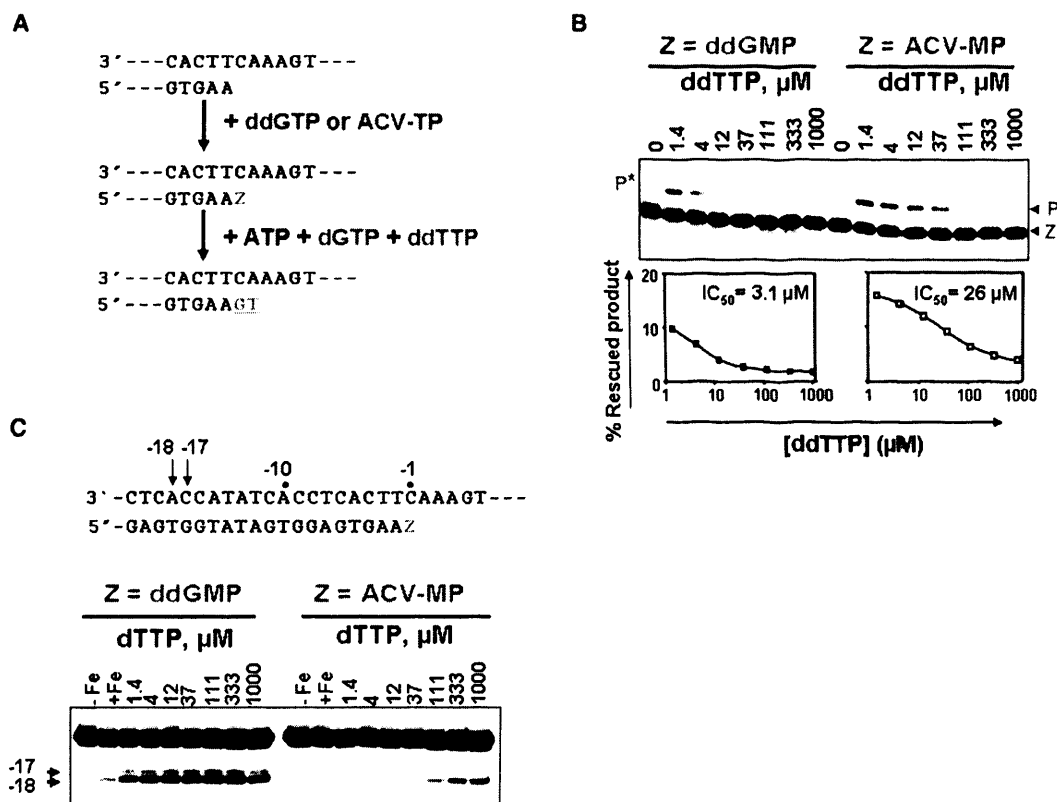 A
3´---CACTTCAAAGT---
5´---GTGAA
+ ddGTP or ACV-TP
3´---CACTTCAAAGT---
5´---GTGAAZ
+ ATP + dGTP + ddTTP
3´---CACTTCAAAGT---
5´---GTGAAGT
B
Z = ddGMP Z = ACV-MP
ddTTP, µM ddTTP, µM
0 1.4 4 12 37 111 333 1000 0 1.4 4 12 37 111 333 1000
P*
P
Z
% Rescued product
20
10
0
IC50= 3.1 µM
IC50= 26 µM
1 10 100 1000 1 10 100 1000
[ddTTP] (µM)
C
-18 -17
-10 -1
3`-CTCACCATATCACCTCACTTCAAAGT---
5"-GAGTGGTATAGTGGAGTGAAZ
Z = ddGMP Z = ACV-MP
dTTP, µM dTTP, µM
-Fe +Fe 1.4 4 12 37 111 333 1000 -Fe +Fe 1.4 4 12 37 111 333 1000
-17
-18